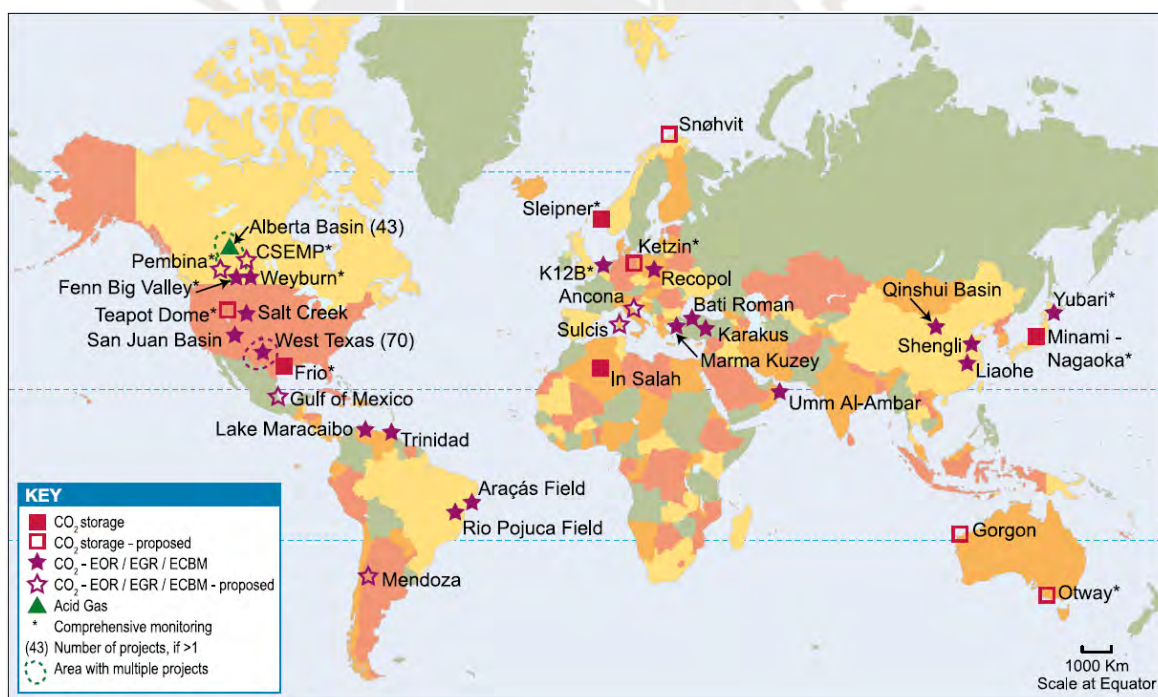 Snøhvit
Sleipner*
Alberta Basin (43)
CSEMP*
Pembina*
Fenn Big Valley*
Weyburn*
Teapot Dome*
Salt Creek
San Juan Basin
West Texas (70)
Frio*
Gulf of Mexico
Lake Maracaibo
Trinidad
Araçás Field
Rio Pojuca Field
Mendoza
Ketzin*
K12B*
Recopol
Ancona
Sulcis
Bati Roman
Karakus
Marma Kuzey
In Salah
Umm Al-Ambar
Qinshui Basin
Yubari*
Shengli
Minami -
Nagaoka*
Liaohe
Gorgon
Otway*
KEY
CO2 storage
CO2 storage - proposed
CO2 - EOR / EGR / ECBM
CO2 - EOR / EGR / ECBM - proposed
Acid Gas
* Comprehensive monitoring
(43) Number of projects, if >1
Area with multiple projects
1000 Km
Scale at Equator